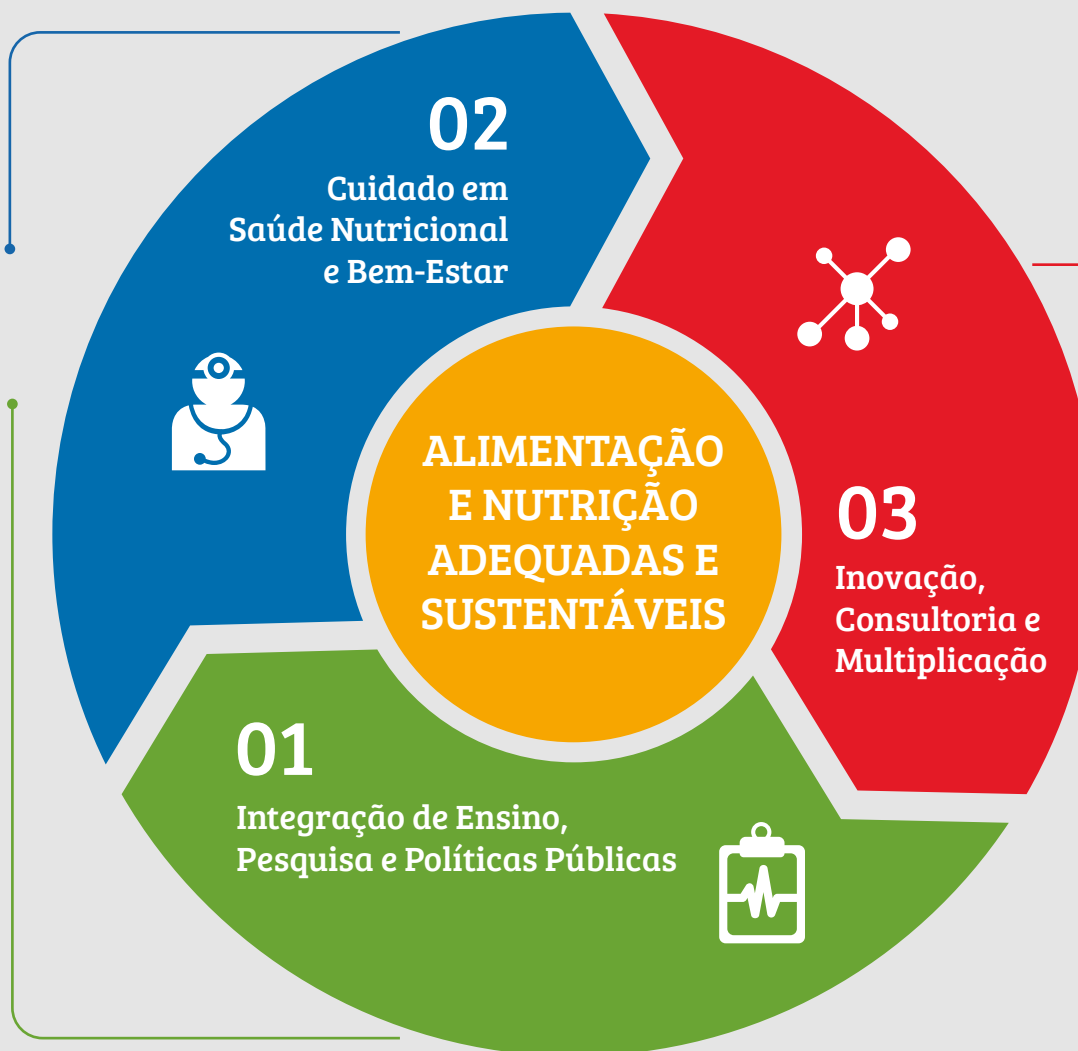 02
Cuidado em
Saúde Nutricional
e Bem-Estar
ALIMENTAÇÃO
E NUTRIÇÃO
ADEQUADAS E
SUSTENTÁVEIS
03
Inovação,
Consultoria e
Multiplicação
01
Integração de Ensino,
Pesquisa e Políticas Públicas